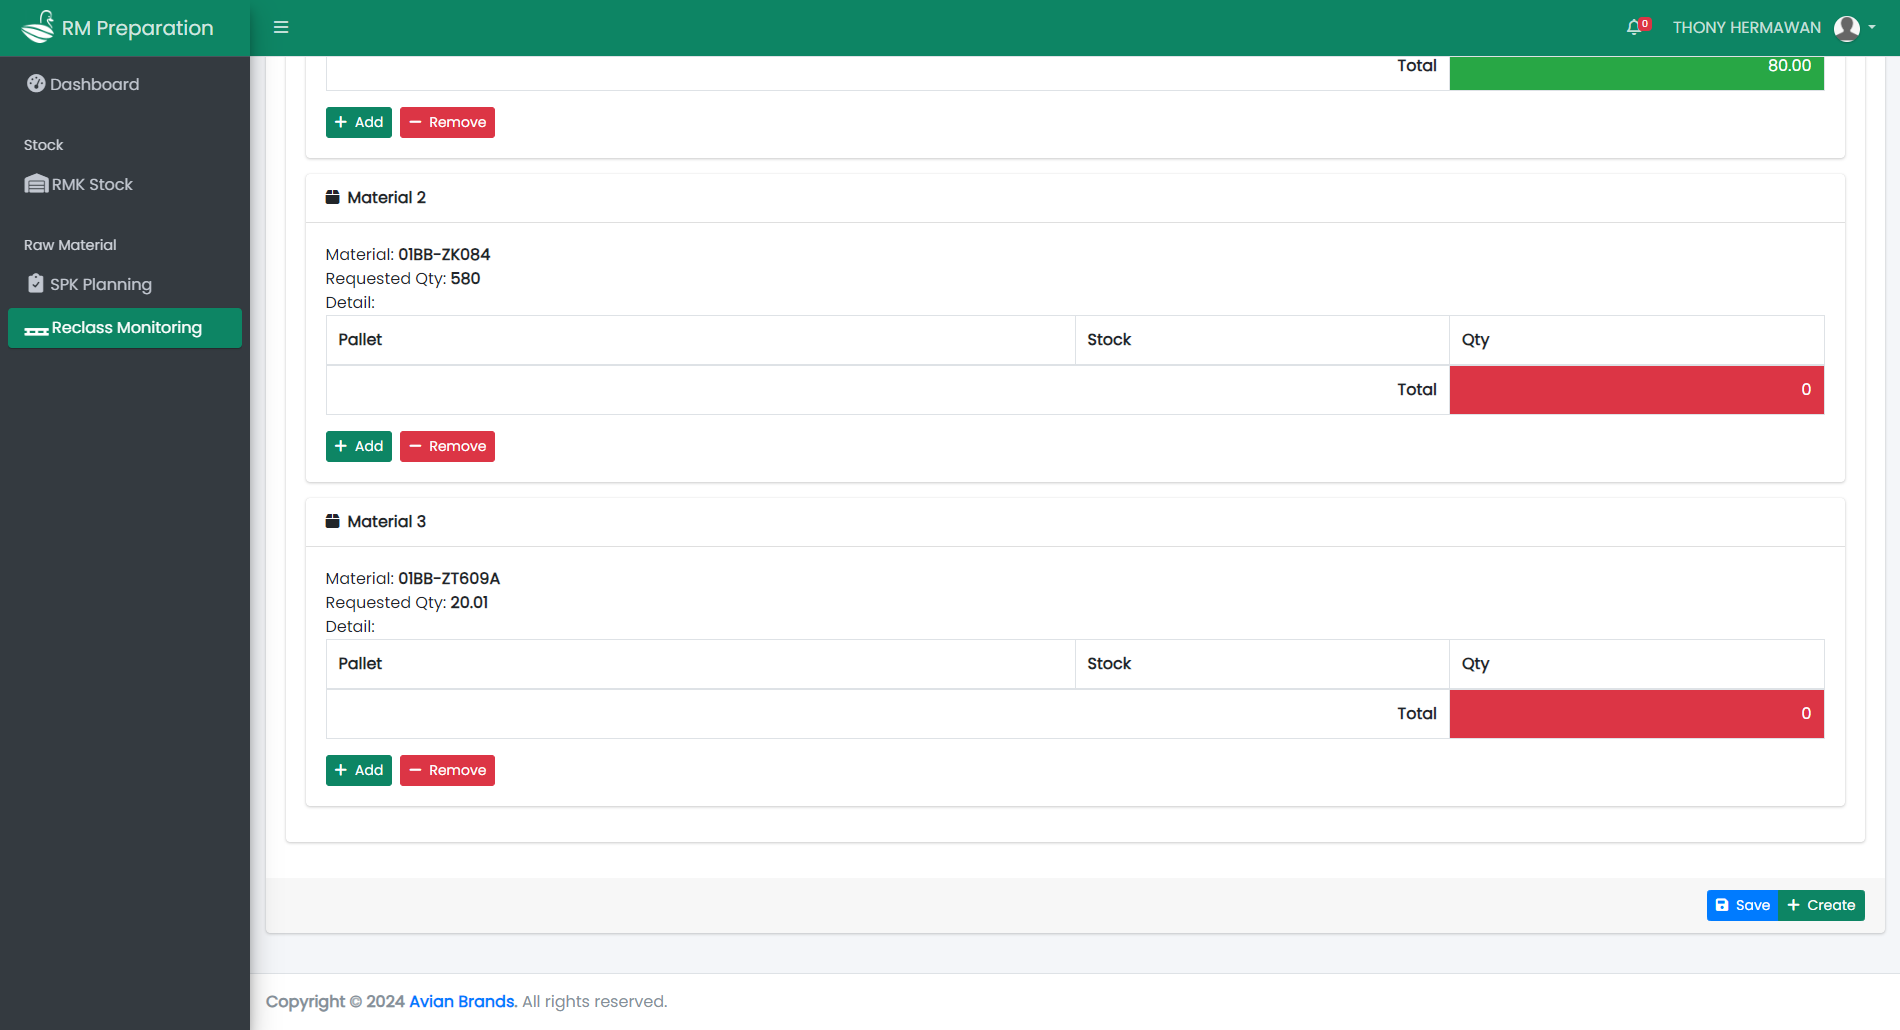 RM Preparation
0
THONY HERMAWAN
Dashboard
Stock
RMK Stock
Raw Material
SPK Planning
Reclass Monitoring
Total 80.00
Add Remove
Material 2
Material: 01BB-ZK084
Requested Qty: 580
Detail:
Pallet Stock Qty
Total 0
Add Remove
Material 3
Material: 01BB-ZT609A
Requested Qty: 20.01
Detail:
Pallet Stock Qty
Total 0
Add Remove
Save Create
Copyright © 2024 Avian Brands. All rights reserved.